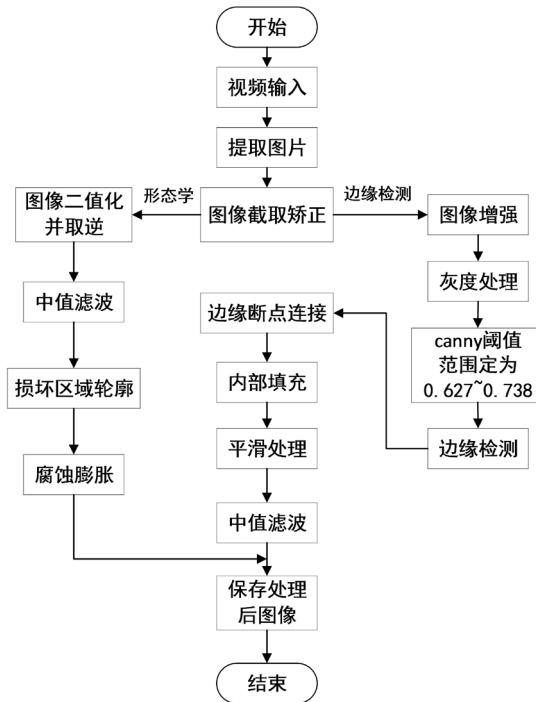 开始
视频输入
提取图片
图像截取矫正
形态学
边缘检测
图像二值化
并取逆
中值滤波
损坏区域轮廓
腐蚀膨胀
图像增强
灰度处理
canny阈值
范围定为
0.627~0.738
边缘检测
边缘断点连接
内部填充
平滑处理
中值滤波
保存处理
后图像
结束